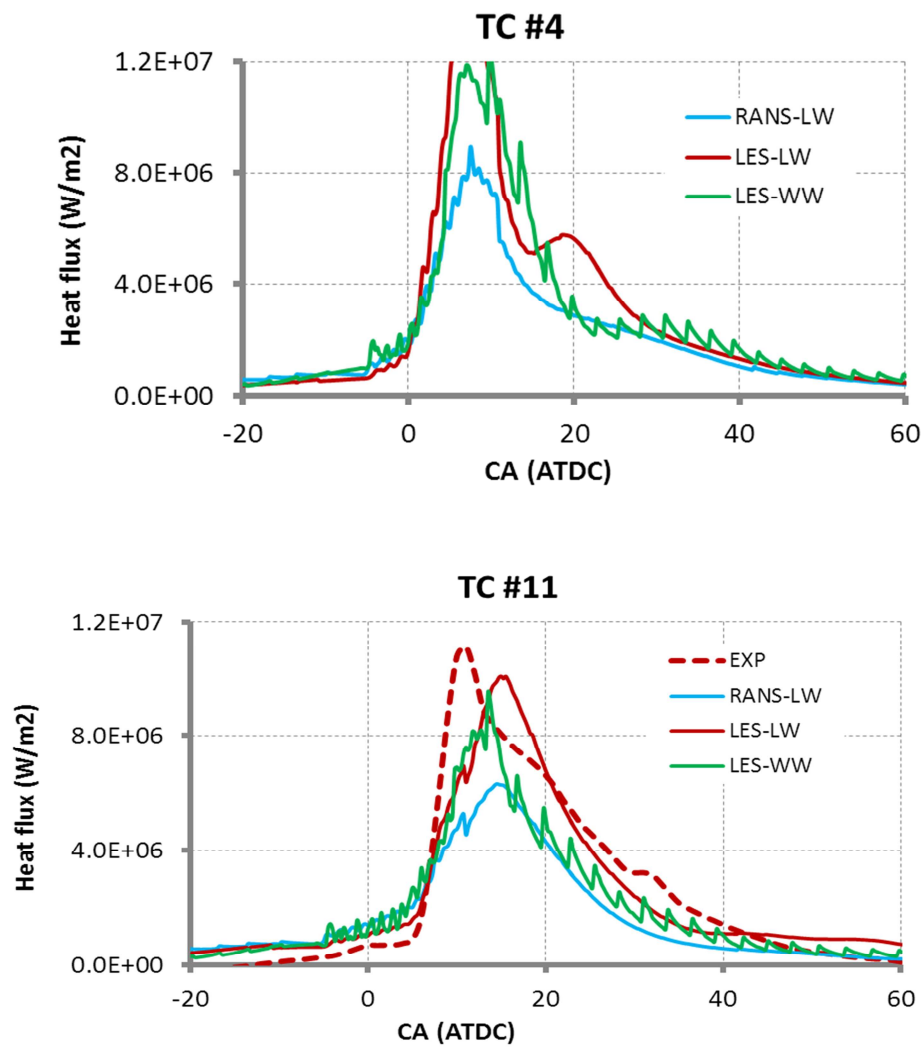 TC #4
1.2E+07
8.0E+06
4.0E+06
0.0E+00
Heat flux (W/m2)
RANS-LW
LES-LW
LES-WW
-20 0 20 40 60
CA (ATDC)
TC #11
1.2E+07
8.0E+06
4.0E+06
0.0E+00
Heat flux (W/m2)
EXP
RANS-LW
LES-LW
LES-WW
-20 0 20 40 60
CA (ATDC)